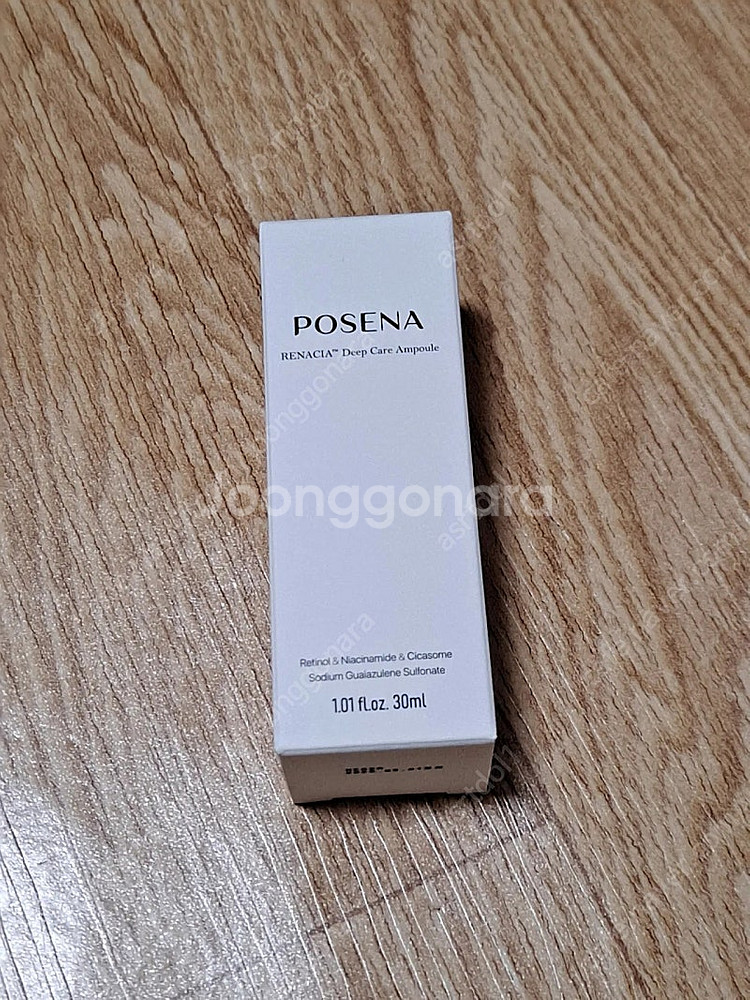 POSENA
RENACIA™ Deep Care Ampoule
Joonggonara
Retinol & Niacinamide & Cicasome
Sodium Guaiazulene Sulfonate
1.01 fl.oz. 30ml